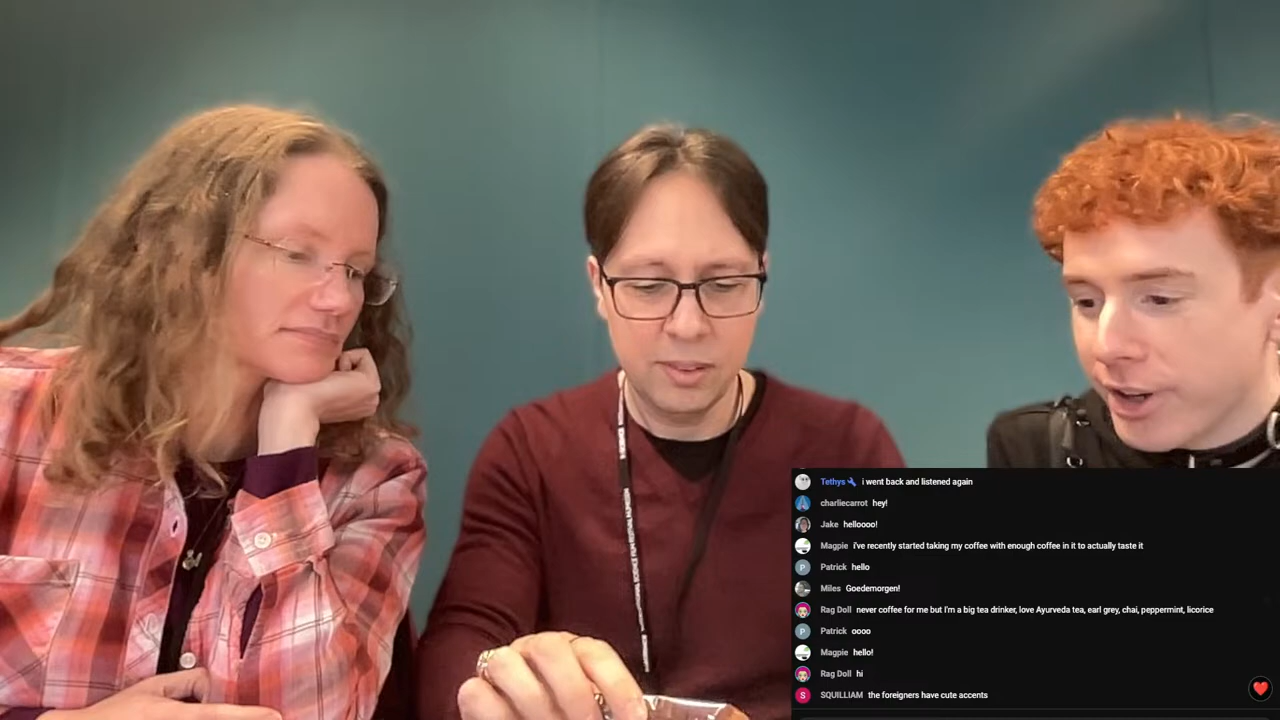 Tethys i went back and listened again
charliecarrot hey!
Jake helloooo!
Magpie i've recently started taking my coffee with enough coffee in it to actually taste it
Patrick hello
Miles Goedemorgen!
Rag Doll never coffee for me but I'm a big tea drinker, love Ayurveda tea, earl grey, chai, peppermint, licorice
P
Patrick oooo
Magpie hello!
Rag Doll hi
S
SQUILLIAM the foreigners have cute accents